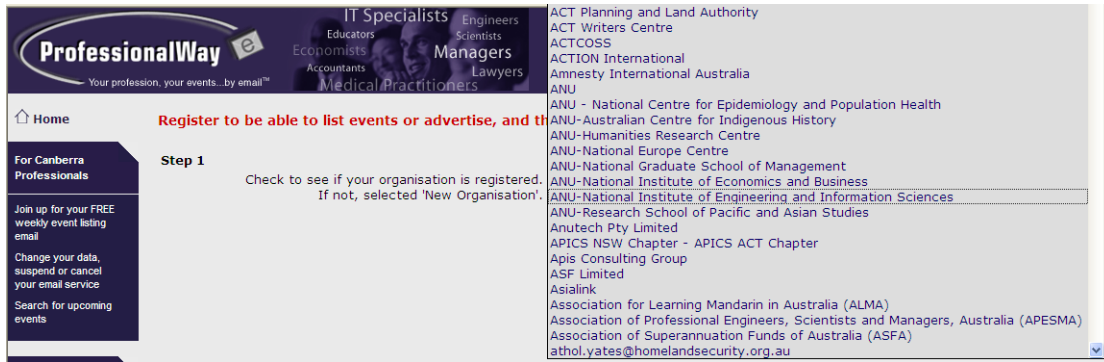 IT Specialists Engineers
Educators Scientists
Economists Managers
Accountants Lawyers
Medical Practitioners
ProfessionalWay e
Your profession, your events...by email™
Home
For Canberra
Professionals
Join up for your FREE
weekly event listing
email
Change your data,
suspend or cancel
your email service
Search for upcoming
events
Register to be able to list events or advertise, and th
Step 1
Check to see if your organisation is registered.
If not, selected 'New Organisation'.
ACT Planning and Land Authority
ACT Writers Centre
ACTCOSS
ACTION International
Amnesty International Australia
ANU
ANU - National Centre for Epidemiology and Population Health
ANU-Australian Centre for Indigenous History
ANU-Humanities Research Centre
ANU-National Europe Centre
ANU-National Graduate School of Management
ANU-National Institute of Economics and Business
ANU-National Institute of Engineering and Information Sciences
ANU-Research School of Pacific and Asian Studies
Anutech Pty Limited
APICS NSW Chapter - APICS ACT Chapter
Apis Consulting Group
ASF Limited
Asialink
Association for Learning Mandarin in Australia (ALMA)
Association of Professional Engineers, Scientists and Managers, Australia (APESMA)
Association of Superannuation Funds of Australia (ASFA)
athol.yates@homelandsecurity.org.au